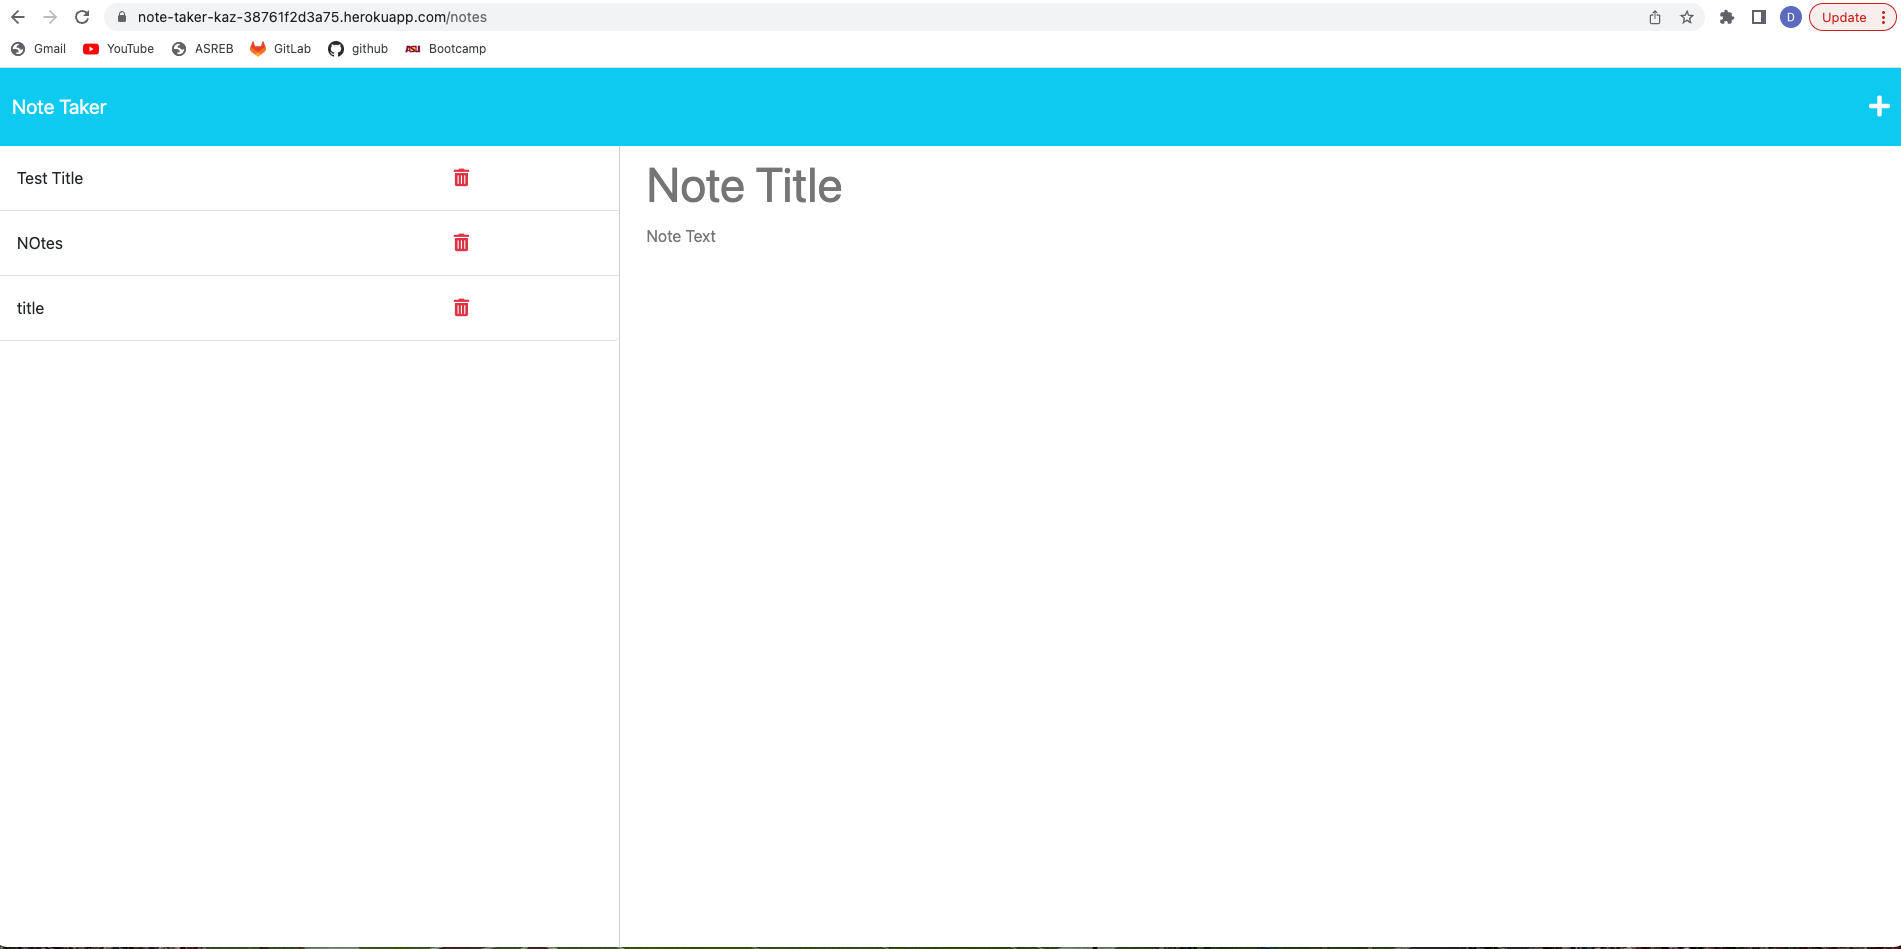 note-taker-kaz-38761f2d3a75.herokuapp.com/notes
D
Update
Gmail YouTube ASREB GitLab github ASU Bootcamp
Note Taker
Test Title
NOtes
title
Note Title
Note Text